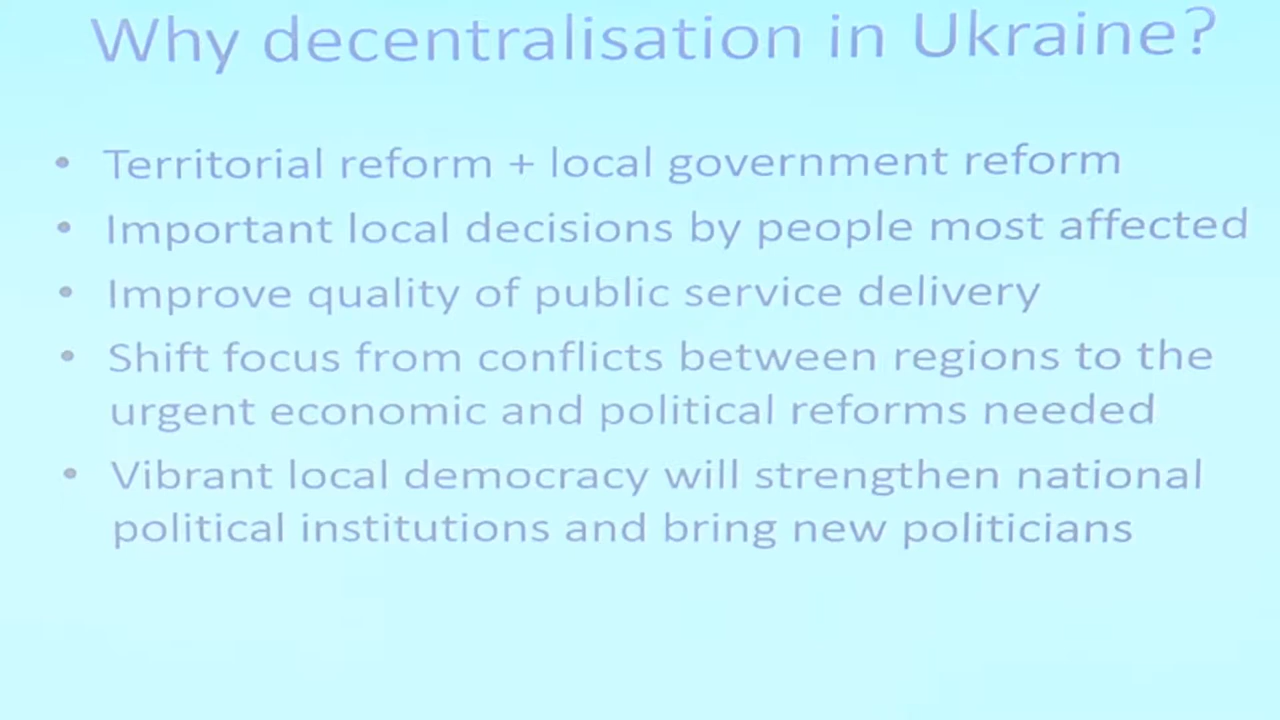 Why decentralisation in Ukraine?
• Territorial reform + local government reform
• Important local decisions by people most affected
• Improve quality of public service delivery
• Shift focus from conflicts between regions to the
urgent economic and political reforms needed
• Vibrant local democracy will strengthen national
political institutions and bring new politicians